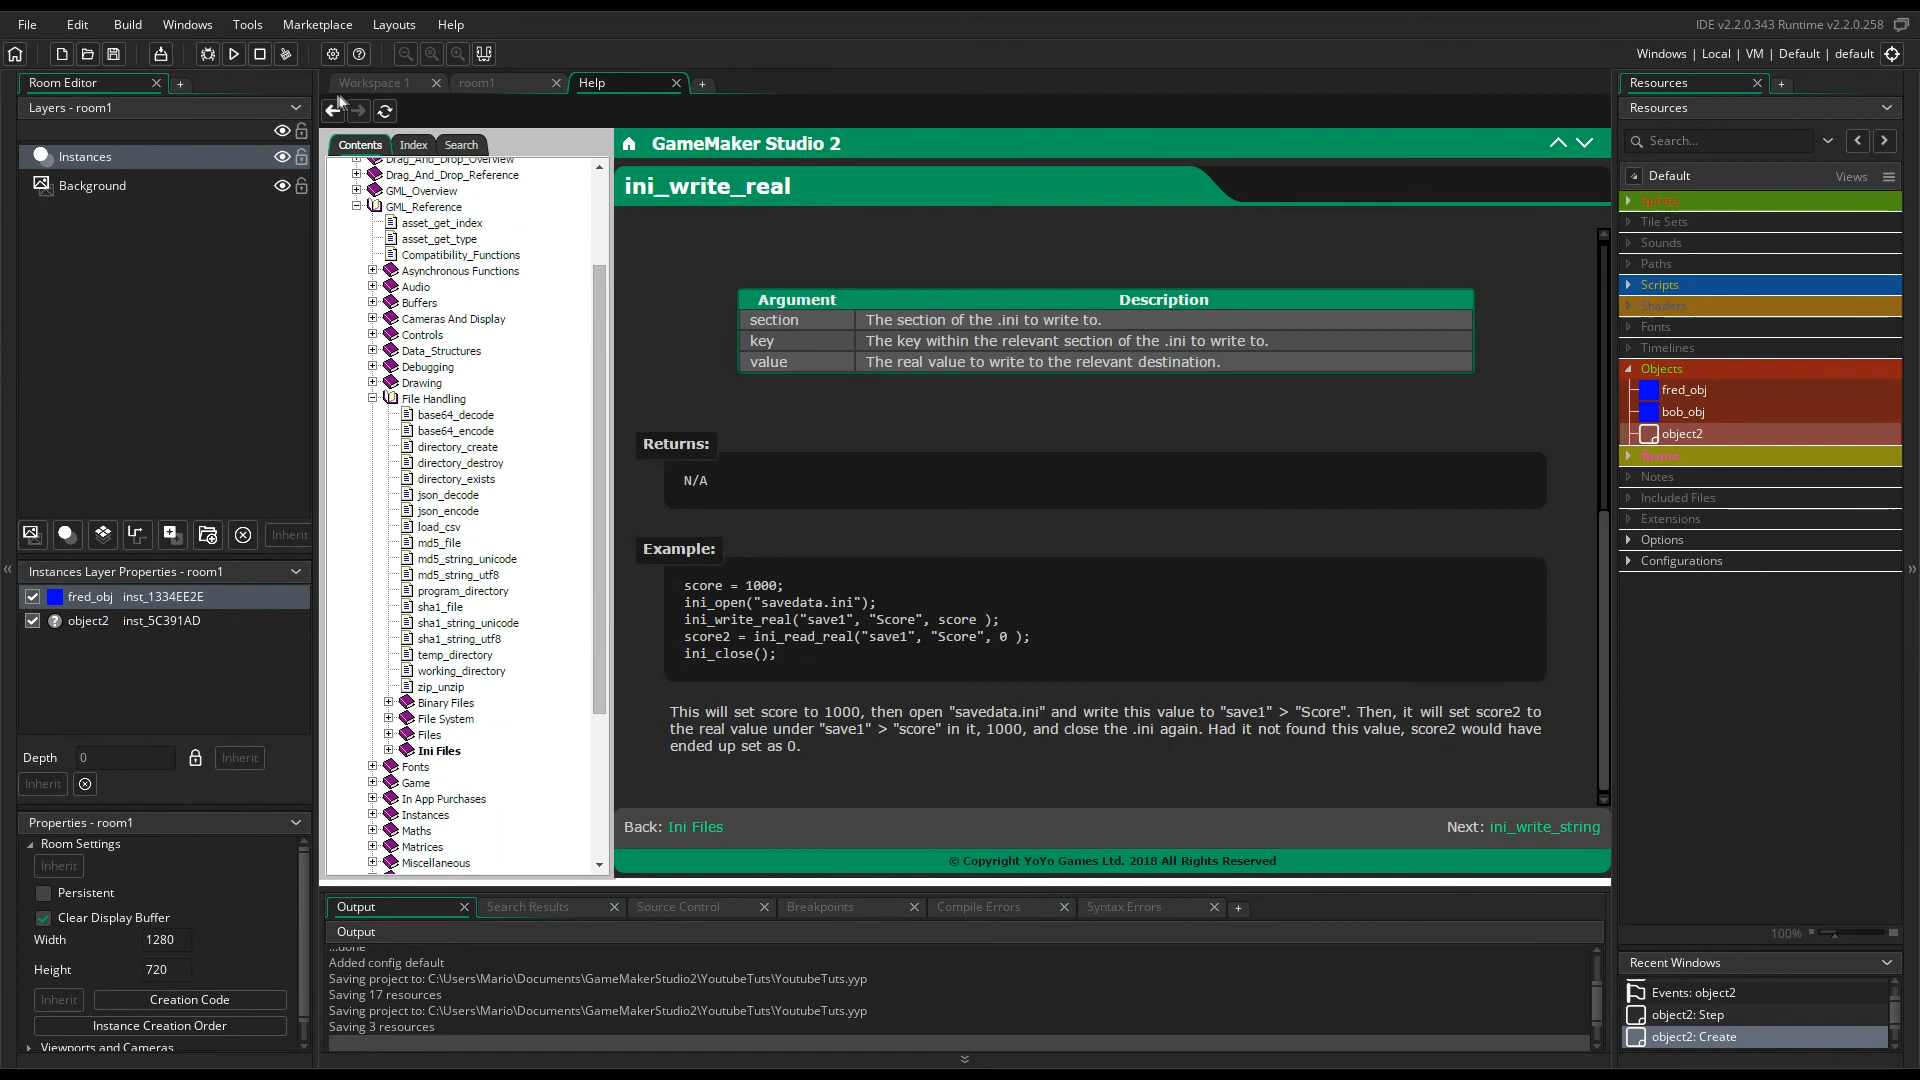 File Edit Build Windows Tools Marketplace Layouts Help
IDE v2.2.0.343 Runtime v2.2.0.258
Windows | Local | VM | Default | default
Room Editor
Workspace 1
room1
Help
Resources
Layers - room1
Instances
Background
Inherit
Instances Layer Properties - room1
fred_obj inst_1334EE2E
object2 inst_5C391AD
Depth 0 Inherit
Inherit
Properties - room1
Room Settings
Inherit
Persistent
Clear Display Buffer
Width 1280
Height 720
Inherit Creation Code
Instance Creation Order
Viewports and Cameras
Contents Index Search
Drag_And_Drop_Overview
Drag_And_Drop_Reference
GML_Overview
GML_Reference
asset_get_index
asset_get_type
Compatibility_Functions
Asynchronous Functions
Audio
Buffers
Cameras And Display
Controls
Data_Structures
Debugging
Drawing
File Handling
base64_decode
base64_encode
directory_create
directory_destroy
directory_exists
json_decode
json_encode
load_csv
md5_file
md5_string_unicode
md5_string_utf8
program_directory
sha1_file
sha1_string_unicode
sha1_string_utf8
temp_directory
working_directory
zip_unzip
Binary Files
File System
Files
Ini Files
Fonts
Game
In App Purchases
Instances
Maths
Matrices
Miscellaneous
GameMaker Studio 2
ini_write_real
Argument Description
section The section of the .ini to write to.
key The key within the relevant section of the .ini to write to.
value The real value to write to the relevant destination.
Returns:
N/A
Example:
score = 1000;
ini_open("savedata.ini");
ini_write_real("save1", "Score", score );
score2 = ini_read_real("save1", "Score", 0 );
ini_close();
This will set score to 1000, then open "savedata.ini" and write this value to "save1" > "Score". Then, it will set score2 to
the real value under "save1" > "score" in it, 1000, and close the .ini again. Had it not found this value, score2 would have
ended up set as 0.
Back: Ini Files
Next: ini_write_string
© Copyright YoYo Games Ltd. 2018 All Rights Reserved
Output
Search Results
Source Control
Breakpoints
Compile Errors
Syntax Errors
Output
...done
Added config default
Saving project to: C:\Users\Mario\Documents\GameMakerStudio2\YoutubeTuts\YoutubeTuts.yyp
Saving 17 resources
Saving project to: C:\Users\Mario\Documents\GameMakerStudio2\YoutubeTuts\YoutubeTuts.yyp
Saving 3 resources
Resources
Search...
Default Views
Sprites
Tile Sets
Sounds
Paths
Scripts
Shaders
Fonts
Timelines
Objects
fred_obj
bob_obj
object2
Rooms
Notes
Included Files
Extensions
Options
Configurations
100%
Recent Windows
Events: object2
object2: Step
object2: Create